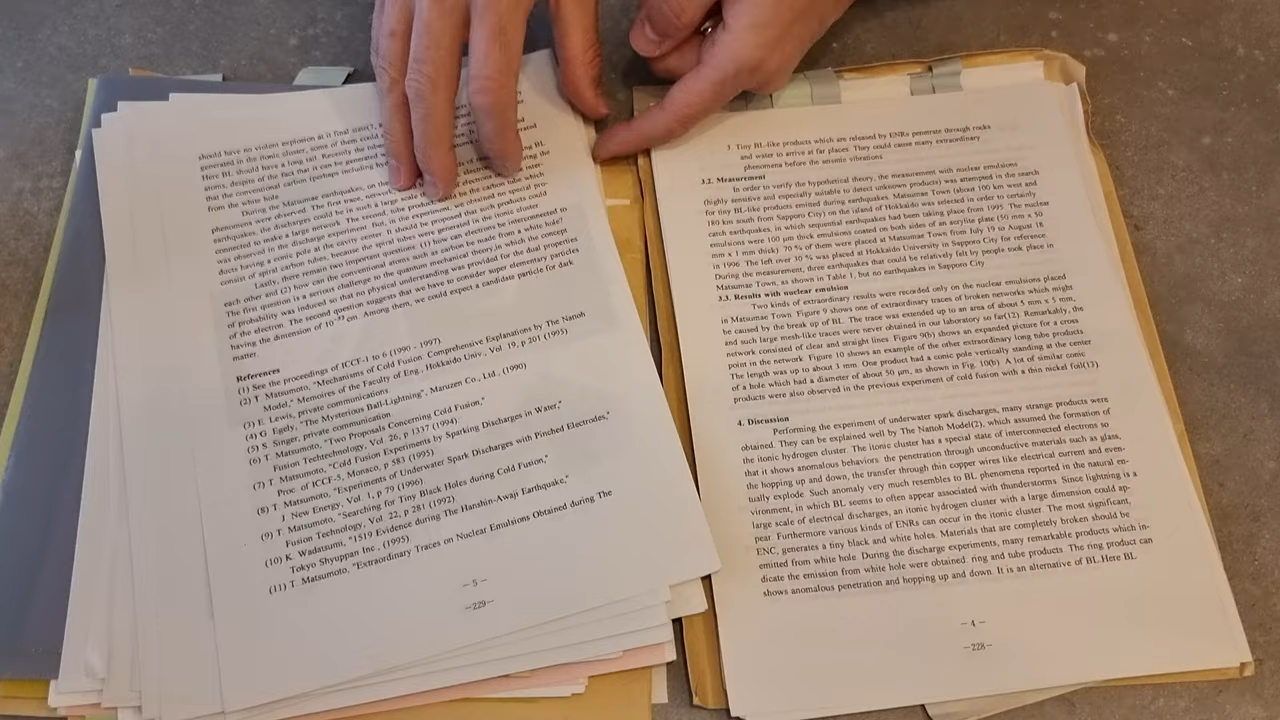 should have no violent explosion at it final state(7,
generated in the itonic cluster, some of them could
Here BL should have a long tail. Recently the tube
atoms, despite of the fact that it can be generated w
that the conventional carbon (perhaps including hyd
from the white hole
During the Matsumae earthquakes, on the
phenomena were observed. The first trace, network
earthquakes, the discharges could be in such a large scale
connected to make a large network. The second, tube produ be the carbon tube which
was observed in the discharge experiment. But, in the experiment, was obtained on special pro-
ducts having a conic pole at the cavity center. It should be proposed that such products could
consist of spiral carbon tubes, because the spiral tubes were generated in the itonic cluster
Lastly, there remain two important questions: (1) how can electrons be interconnected to
each other and (2) how can the conventional atoms such as carbon be made from a white hole?
The first question is a serious challenge to the quantum mechanical theory, in which the concept
of probability was induced so that no physical understanding was provided for the dual properties
of the electron. The second question suggests that we have to consider super elementary particles
having the dimension of 10⁻³³ cm Among them, we could expect a candidate particle for dark
matter.
References
(1) See the proceedings of ICCF-1 to 6 (1990 - 1997)
(2) T Matsumoto, "Mechanisms of Cold Fusion Comprehensive Explanations by The Nattoh
Model," Memoires of the Faculty of Eng, Hokkaido Univ, Vol 19, p 201 (1995)
(3) E. Lewis, private communications
(4) G Egely, "The Mysterious Ball-Lightning", Maruzen Co, Ltd, (1990)
(5) S. Singer, private communication
(6) T. Matsumoto, "Two Proposals Concerning Cold Fusion,"
Fusion Techtechnology, Vol 26, p 1337 (1994)
(7) T. Matsumoto, "Cold Fusion Experiments by Sparking Discharges in Water,"
Proc. of ICCF-5, Monaco, p 583 (1995)
(8) T Matsumoto, "Experiments of Underwater Spark Discharges with Pinched Electrodes,"
J New Energy, Vol. 1, p 79 (1996)
(9) T. Matsumoto, "Searching for Tiny Black Holes during Cold Fusion,"
Fusion Technology, Vol 22, p 281 (1992)
(10) K. Wadatsumi, "1519 Evidence during The Hanshin-Awaji Earthquake,"
Tokyo Shyuppan Inc, (1995)
(11) T. Matsumoto, "Extraordinary Traces on Nuclear Emulsions Obtained during The
-5-
-229-
3. Tiny BL-like products which are released by ENRs penetrate through rocks
and water to arrive at far places. They could cause many extraordinary
phenomena before the seismic vibrations
3.2. Measurement
In order to verify the hypothetical theory, the measurement with nuclear emulsions
(highly sensitive and especially suitable to detect unknown products) was attempted in the search
for tiny BL-like products emitted during earthquakes. Matsumae Town (about 100 km west and
180 km south from Sapporo City) on the island of Hokkaido was selected in order to certainly
catch earthquakes, in which sequential earthquakes had been taking place from 1995 The nuclear
emulsions were 100 μm thick emulsions coated on both sides of an acrylite plate (50 mm x 50
mm x 1 mm thick) 70 % of them were placed at Matsumae Town from July 19 to August 18
in 1996 The left over 30 % was placed at Hokkaido University in Sapporo City for reference.
During the measurement, three earthquakes that could be relatively felt by people took place in
Matsumae Town, as shown in Table 1, but no earthquakes in Sapporo City
3.3. Results with nuclear emulsion
Two kinds of extraordinary results were recorded only on the nuclear emulsions placed
in Matsumae Town. Figure 9 shows one of extraordinary traces of broken networks which might
be caused by the break up of BL. The trace was extended up to an area of about 5 mm x 5 mm,
and such large mesh-like traces were never obtained in our laboratory so far(12) Remarkably, the
network consisted of clear and straight lines. Figure 9(b) shows an expanded picture for a cross
point in the network Figure 10 shows an example of the other extraordinary long tube products
The length was up to about 3 mm. One product had a conic pole vertically standing at the center
of a hole which had a diameter of about 50 μm, as shown in Fig. 10(b). A lot of similar conic
products were also observed in the previous experiment of cold fusion with a thin nickel foil(17)
4. Discussion
Performing the experiment of underwater spark discharges, many strange products were
obtained. They can be explained well by The Nattoh Model(2), which assumed the formation of
the itonic hydrogen cluster. The itonic cluster has a special state of interconnected electrons so
that it shows anomalous behaviors: the penetration through unconductive materials such as glass,
the hopping up and down, the transfer through thin copper wires like electrical current and even-
tually explode. Such anomaly very much resembles to BL phenomena reported in the natural en-
vironment, in which BL seems to often appear associated with thunderstorms. Since lightning is a
large scale of electrical discharges, an itonic hydrogen cluster with a large dimension could ap-
pear. Furthermore various kinds of ENRs can occur in the itonic cluster. The most significant,
ENC, generates a tiny black and white holes. Materials that are completely broken should be
emitted from white hole. During the discharge experiments, many remarkable products which in-
dicate the emission from white hole were obtained: ring and tube products. The ring product can
shows anomalous penetration and hopping up and down. It is an alternative of BL. Here BL
-4-
-228-